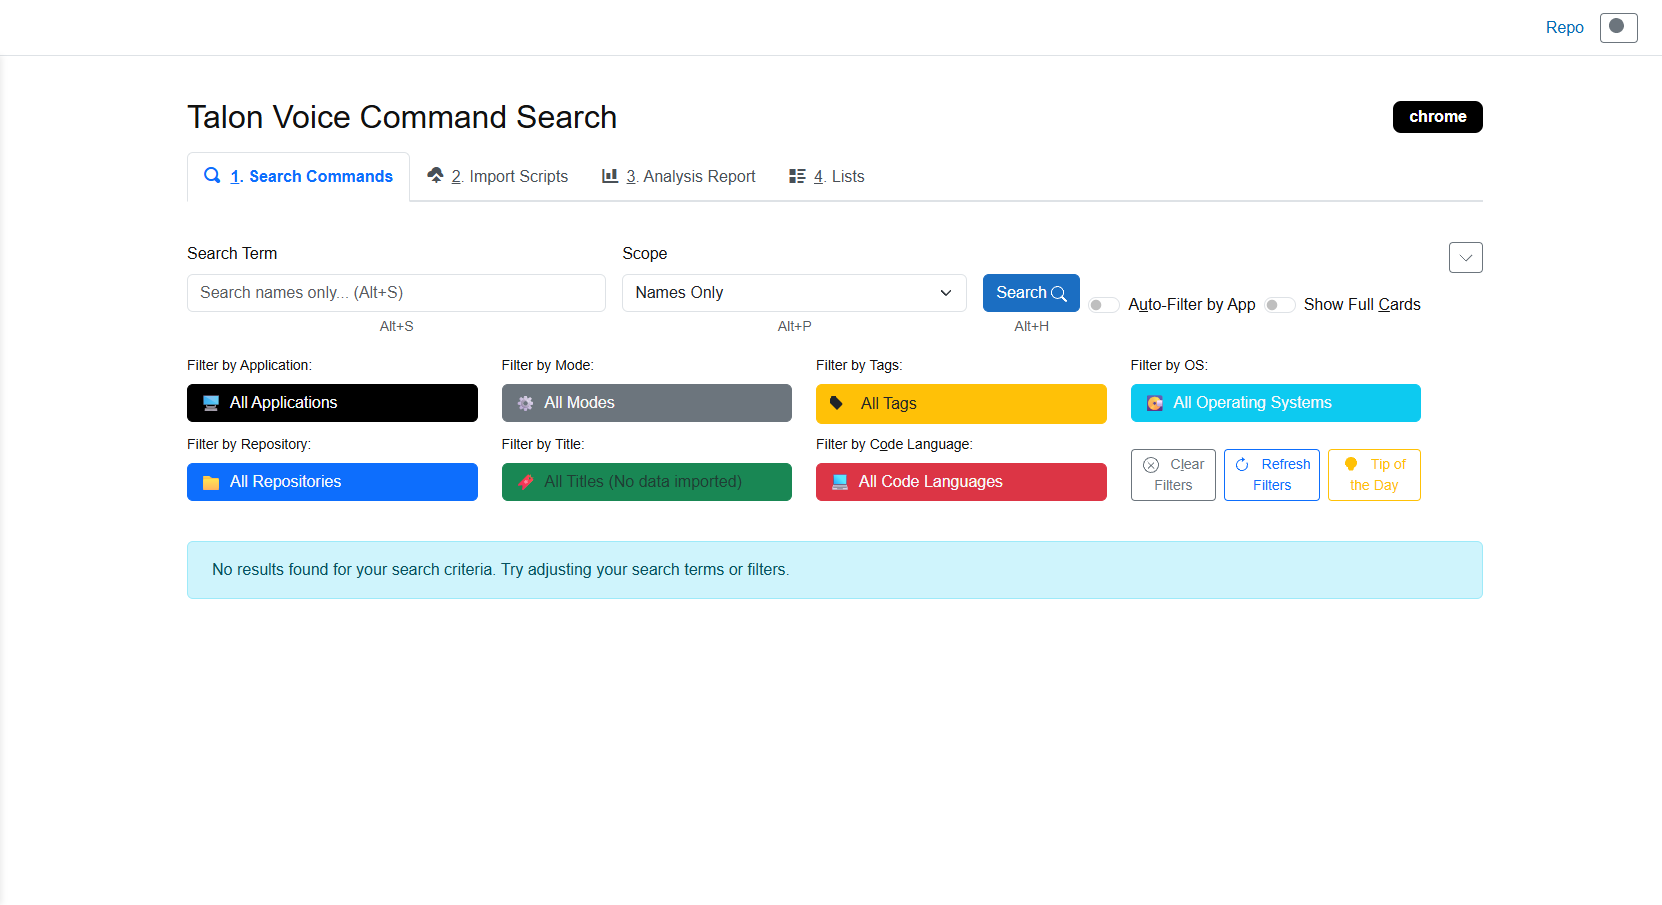 Repo
Talon Voice Command Search
chrome
1. Search Commands
2. Import Scripts
3. Analysis Report
4. Lists
Search Term
Scope
Search names only... (Alt+S)
Names Only
Search
Auto-Filter by App
Show Full Cards
Alt+S
Alt+P
Alt+H
Filter by Application:
Filter by Mode:
Filter by Tags:
Filter by OS:
All Applications
All Modes
All Tags
All Operating Systems
Filter by Repository:
Filter by Title:
Filter by Code Language:
All Repositories
All Titles (No data imported)
All Code Languages
Clear
Filters
Refresh
Filters
Tip of
the Day
No results found for your search criteria. Try adjusting your search terms or filters.